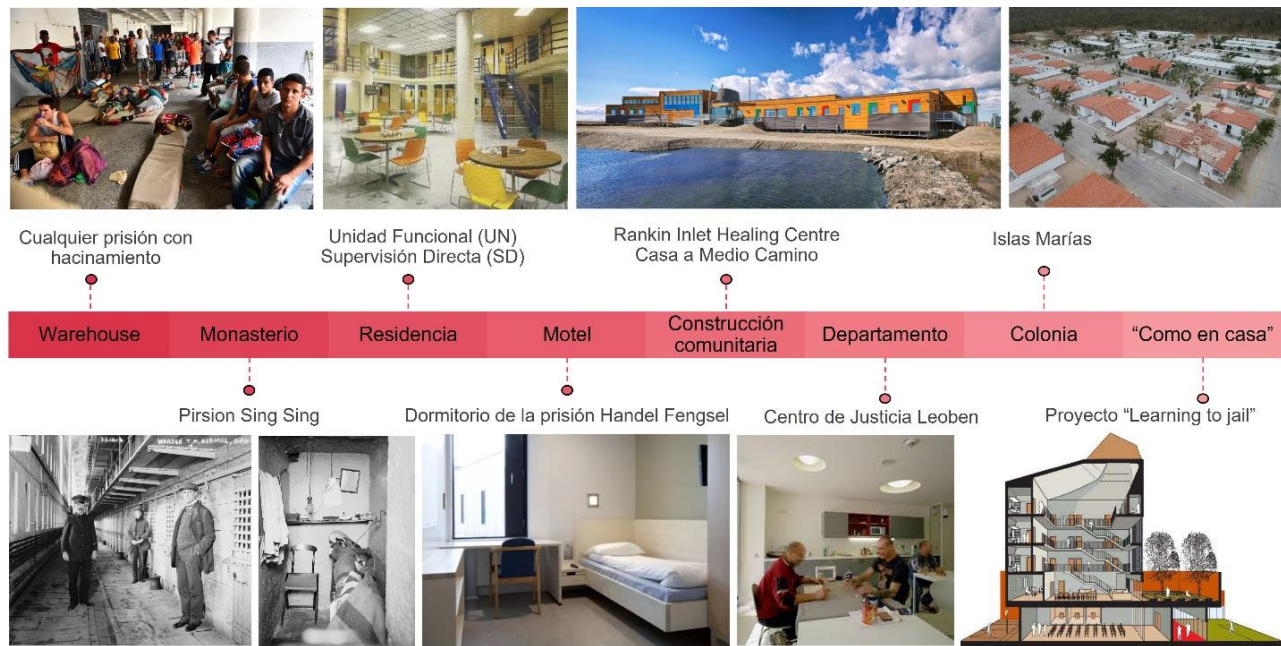 Cualquier prisión con
hacinamiento
Unidad Funcional (UN)
Supervisión Directa (SD)
Rankin Inlet Healing Centre
Casa a Medio Camino
Islas Marías
Warehouse
Monasterio
Residencia
Motel
Construcción
comunitaria
Departamento
Colonia
“Como en casa”
Pirsion Sing Sing
Dormitorio de la prisión Handel Fengsel
Centro de Justicia Leoben
Proyecto “Learning to jail”